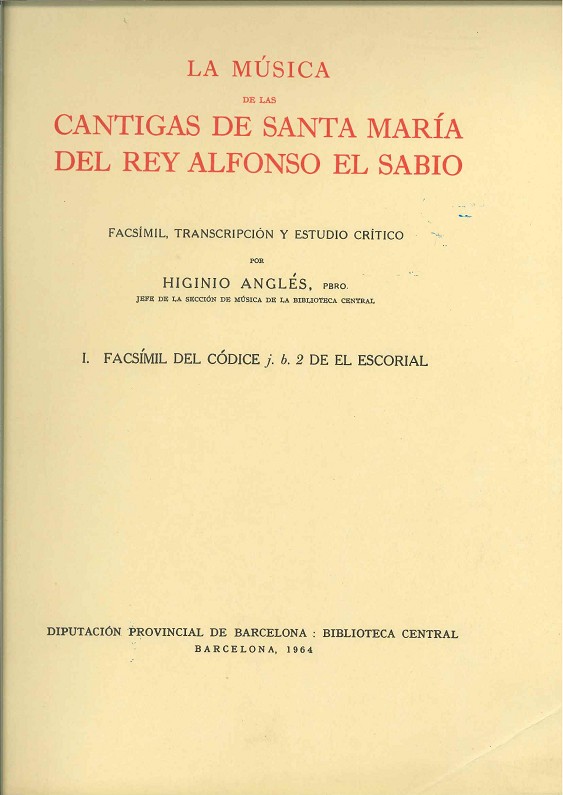 LA MÚSICA
DE LAS
CANTIGAS DE SANTA MARÍA
DEL REY ALFONSO EL SABIO
FACSÍMIL, TRANSCRIPCIÓN Y ESTUDIO CRÍTICO
POR
HIGINIO ANGLÉS, PBRO.
JEFE DE LA SECCIÓN DE MÚSICA DE LA BIBLIOTECA CENTRAL
I. FACSÍMIL DEL CÓDICE j. b. 2 DE EL ESCORIAL
DIPUTACIÓN PROVINCIAL DE BARCELONA : BIBLIOTECA CENTRAL
BARCELONA, 1964